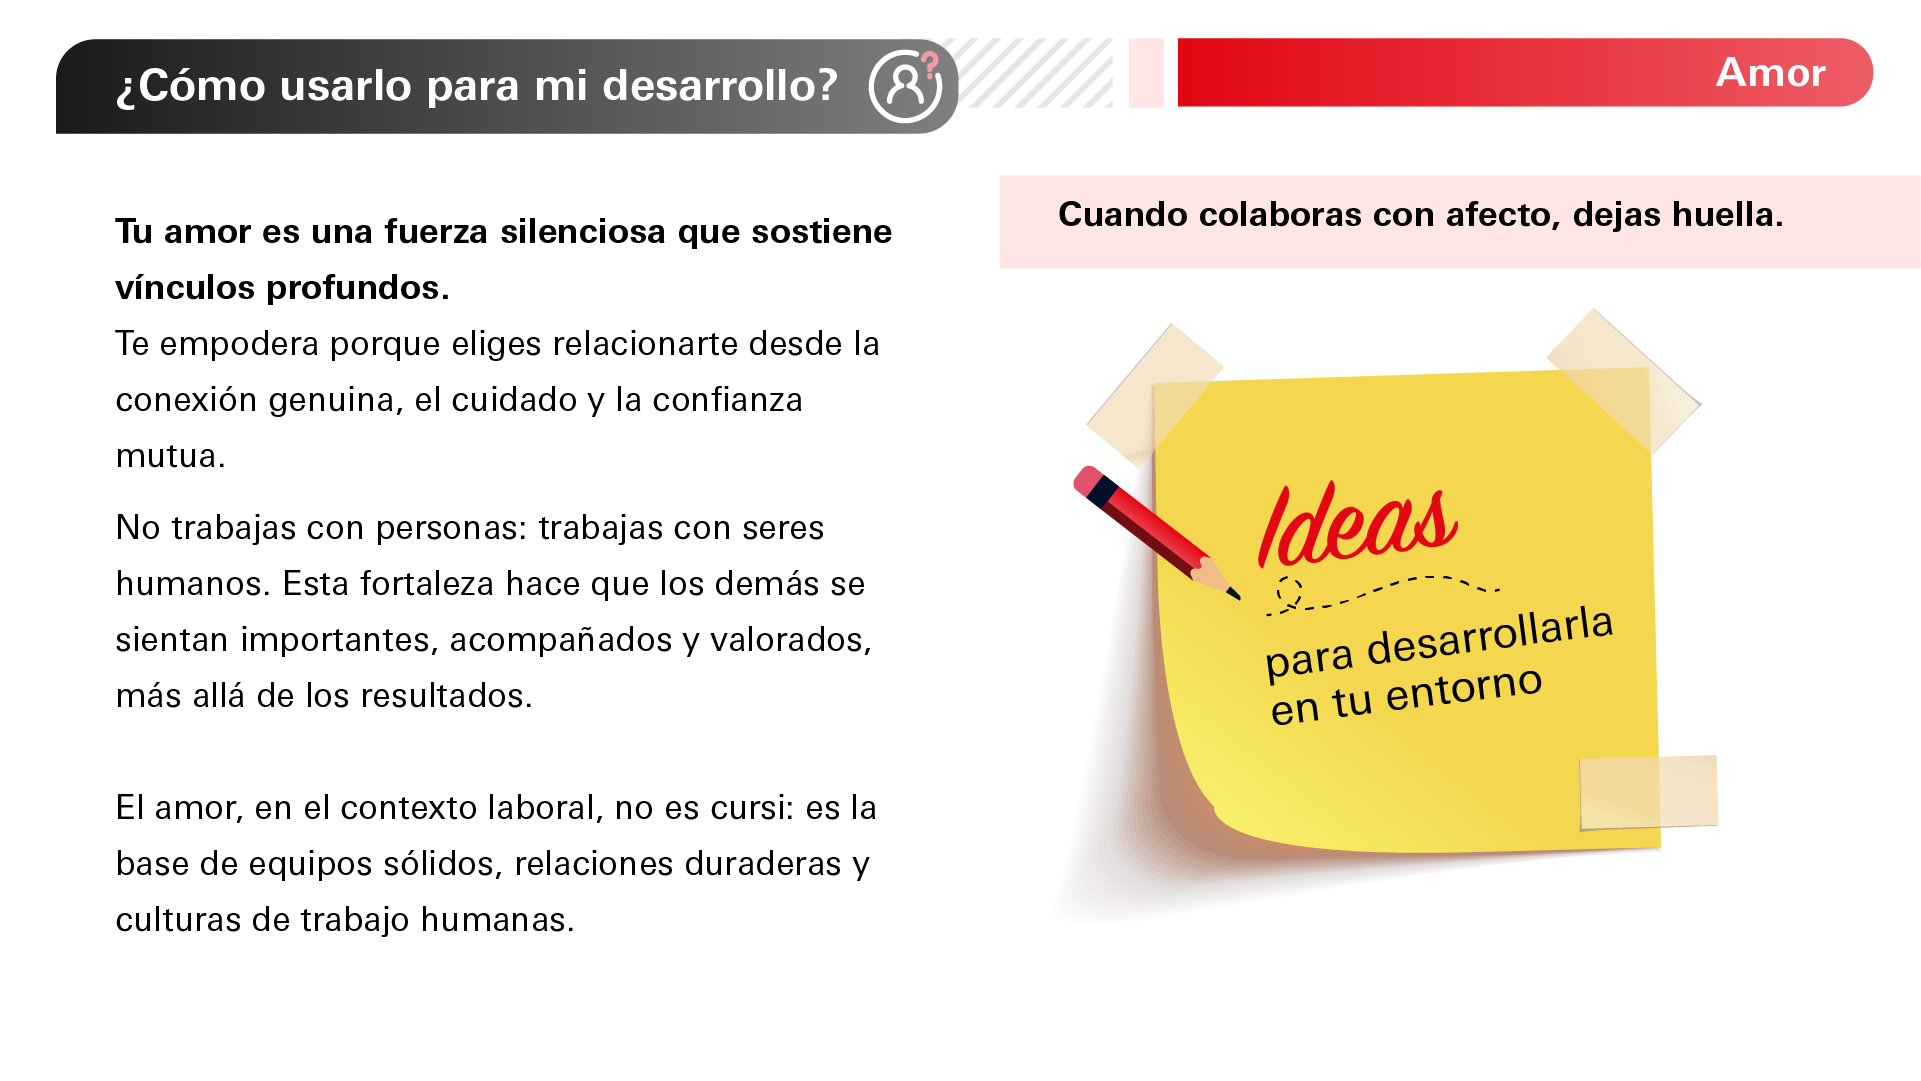 ¿Cómo usarlo para mi desarrollo?
Amor
Tu amor es una fuerza silenciosa que sostiene
vínculos profundos.
Te empodera porque eliges relacionarte desde la
conexión genuina, el cuidado y la confianza
mutua.
No trabajas con personas: trabajas con seres
humanos. Esta fortaleza hace que los demás se
sientan importantes, acompañados y valorados,
más allá de los resultados.
El amor, en el contexto laboral, no es cursi: es la
base de equipos sólidos, relaciones duraderas y
culturas de trabajo humanas.
Cuando colaboras con afecto, dejas huella.
Ideas
para desarrollarla
en tu entorno